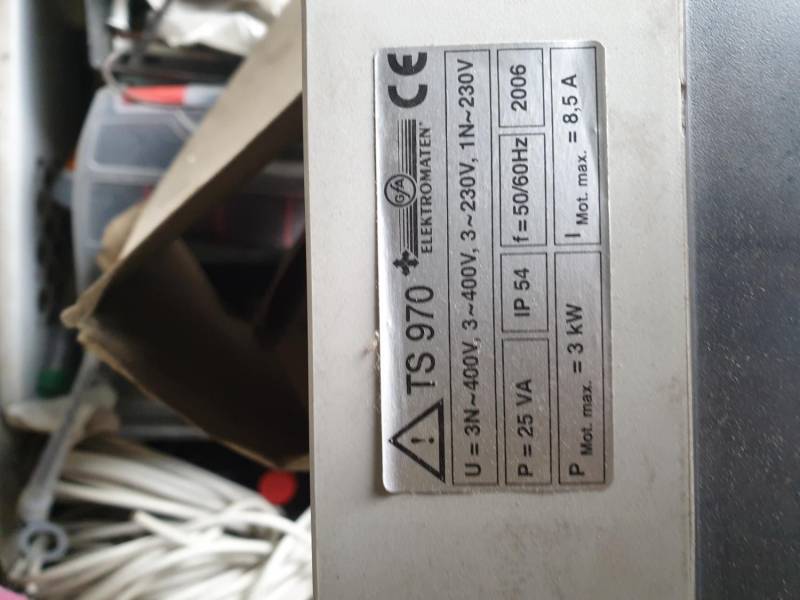 TS 970 GfA ELEKTROMATEN® CE
U = 3N~400V, 3~400V, 3~230V, 1N~230V
P = 25 VA IP 54 f = 50/60Hz 2006
P Mot. max. = 3 kW I Mot. max. = 8,5 A